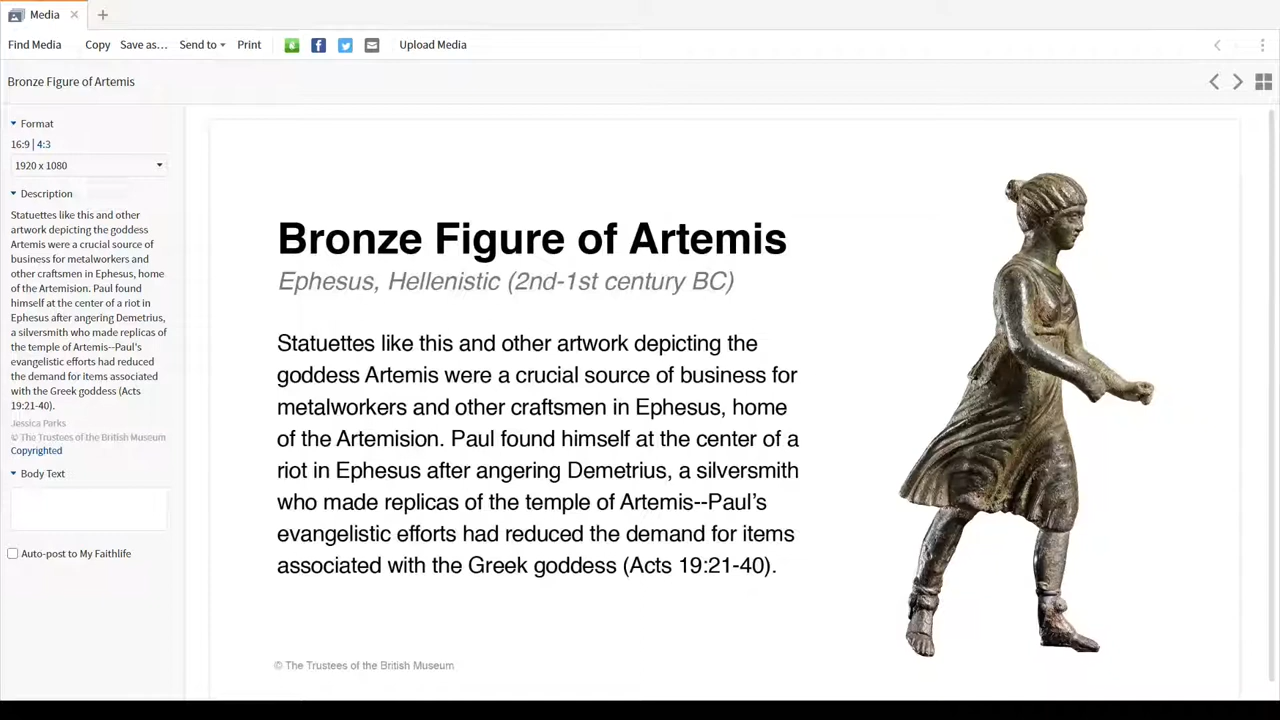 Media
Find Media Copy Save as... Send to Print Upload Media
Bronze Figure of Artemis
Format
16:9 | 4:3
1920 x 1080
Description
Statuettes like this and other
artwork depicting the goddess
Artemis were a crucial source of
business for metalworkers and
other craftsmen in Ephesus, home
of the Artemision. Paul found
himself at the center of a riot in
Ephesus after angering Demetrius,
a silversmith who made replicas of
the temple of Artemis--Paul's
evangelistic efforts had reduced
the demand for items associated
with the Greek goddess (Acts
19:21-40).
Jessica Parks
© The Trustees of the British Museum
Copyrighted
Body Text
Auto-post to My Faithlife
Bronze Figure of Artemis
Ephesus, Hellenistic (2nd-1st century BC)
Statuettes like this and other artwork depicting the
goddess Artemis were a crucial source of business for
metalworkers and other craftsmen in Ephesus, home
of the Artemision. Paul found himself at the center of a
riot in Ephesus after angering Demetrius, a silversmith
who made replicas of the temple of Artemis--Paul’s
evangelistic efforts had reduced the demand for items
associated with the Greek goddess (Acts 19:21-40).
© The Trustees of the British Museum